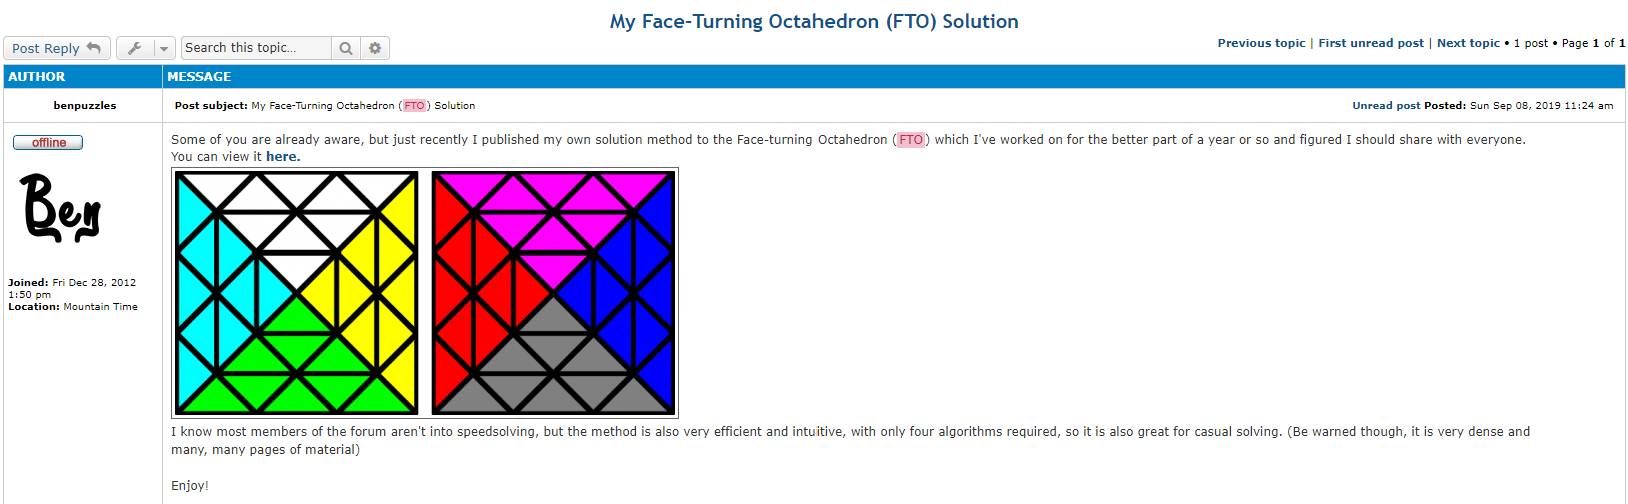 My Face-Turning Octahedron (FTO) Solution
Post Reply
Search this topic…
Previous topic | First unread post | Next topic • 1 post • Page 1 of 1
AUTHOR
MESSAGE
benpuzzles
Post subject: My Face-Turning Octahedron (FTO) Solution
Unread post Posted: Sun Sep 08, 2019 11:24 am
offline
Ben
Joined: Fri Dec 28, 2012
1:50 pm
Location: Mountain Time
Some of you are already aware, but just recently I published my own solution method to the Face-turning Octahedron (FTO) which I've worked on for the better part of a year or so and figured I should share with everyone.
You can view it here.
I know most members of the forum aren't into speedsolving, but the method is also very efficient and intuitive, with only four algorithms required, so it is also great for casual solving. (Be warned though, it is very dense and
many, many pages of material)
Enjoy!